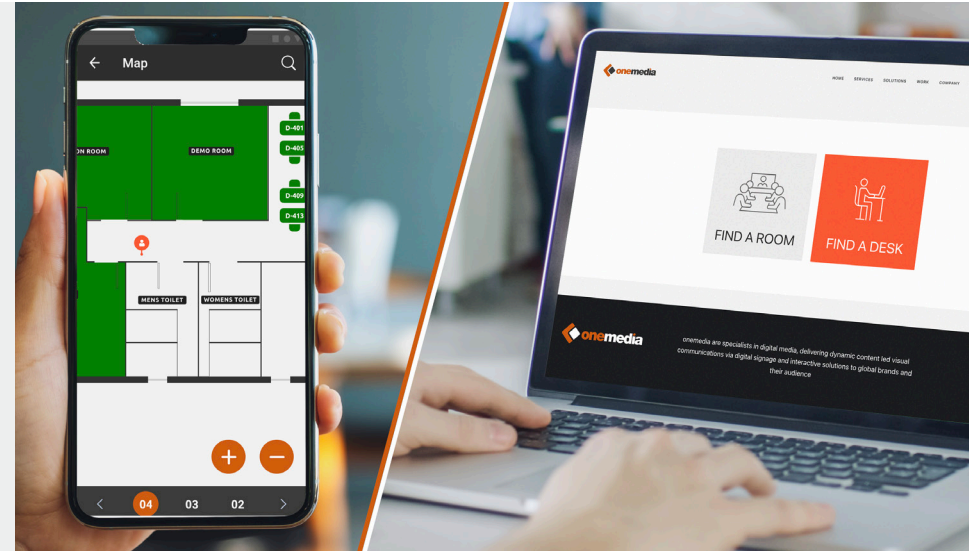 Map
D-401
ON ROOM
DEMO ROOM
D-405
D-409
D-413
MENS TOILET
WOMENS TOILET
+
−
04
03
02
onemedia
HOME SERVICES SOLUTIONS WORK COMPANY
FIND A ROOM
FIND A DESK
onemedia
onemedia are specialists in digital media, delivering dynamic content led visual
communications via digital signage and interactive solutions to global brands and
their audience